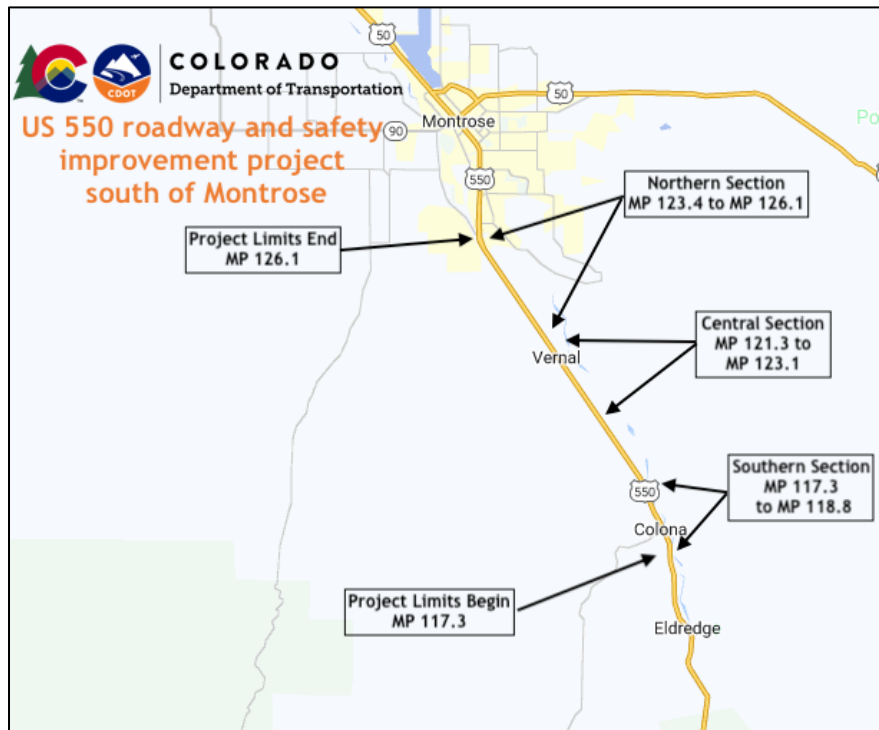 COLORADO
Department of Transportation
CDOT
TM
US 550 roadway and safety
improvement project
south of Montrose
50
Montrose
50
90
550
Po
Northern Section
MP 123.4 to MP 126.1
Project Limits End
MP 126.1
Central Section
MP 121.3 to
MP 123.1
Vernal
Southern Section
MP 117.3
to MP 118.8
550
Colona
Project Limits Begin
MP 117.3
Eldredge